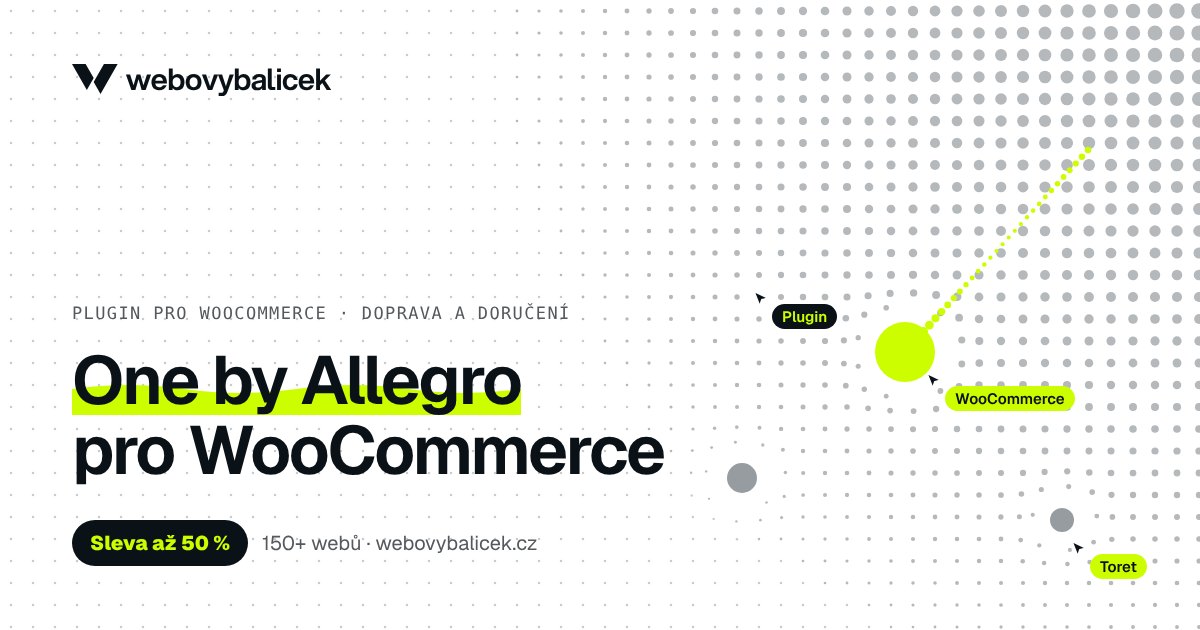 webovybalicek
PLUGIN PRO WOOCOMMERCE · DOPRAVA A DORUČENÍ
One by Allegro
pro WooCommerce
Sleva až 50 %
150+ webů · webovybalicek.cz
Plugin
WooCommerce
Toret